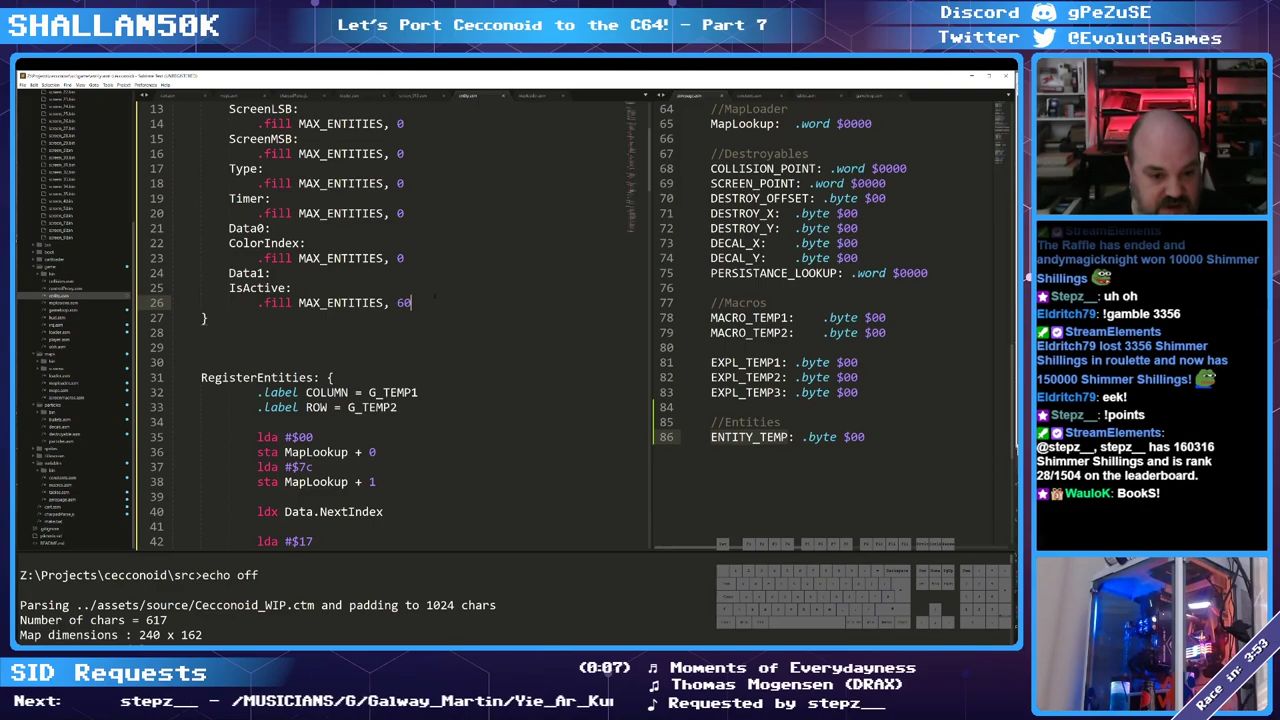 SHALLAN50K
Let's Port Cecconoid to the C64! - Part 7
Discord gPeZuSE
Twitter @EvoluteGames
13 ScreenLSB:
14 .fill MAX_ENTITIES, 0
15 ScreenMSB
16 .fill MAX_ENTITIES, 0
17 Type:
18 .fill MAX_ENTITIES, 0
19 Timer:
20 .fill MAX_ENTITIES, 0
21 Data0:
22 ColorIndex:
23 .fill MAX_ENTITIES, 0
24 Data1:
25 IsActive:
26 .fill MAX_ENTITIES, 60
27 }
28
29
30
31 RegisterEntities: {
32 .label COLUMN = G_TEMP1
33 .label ROW = G_TEMP2
34
35 lda #$00
36 sta MapLookup + 0
37 lda #$7c
38 sta MapLookup + 1
39
40 ldx Data.NextIndex
41
42 lda #$17
64 //MapLoader
65 MapLookup: .word $0000
66
67 //Destroyables
68 COLLISION_POINT: .word $0000
69 SCREEN_POINT: .word $0000
70 DESTROY_OFFSET: .byte $00
71 DESTROY_X: .byte $00
72 DESTROY_Y: .byte $00
73 DECAL_X: .byte $00
74 DECAL_Y: .byte $00
75 PERSISTANCE_LOOKUP: .word $0000
76
77 //Macros
78 MACRO_TEMP1: .byte $00
79 MACRO_TEMP2: .byte $00
80
81 EXPL_TEMP1: .byte $00
82 EXPL_TEMP2: .byte $00
83 EXPL_TEMP3: .byte $00
84
85 //Entities
86 ENTITY_TEMP: .byte $00
Z:\Projects\cecconoid\src>echo off
Parsing ../assets/source/Cecconoid_WIP.ctm and padding to 1024 chars
Number of chars = 617
Map dimensions : 240 x 162
StreamElements
The Raffle has ended and
andymagicknight won 10000 Shimmer
Shillings
Stepz_: uh oh
Eldritch79: !gamble 3356
StreamElements
Eldritch79 lost 3356 Shimmer
Shillings in roulette and now has
150000 Shimmer Shillings!
Eldritch79: eek!
Stepz_: !points
StreamElements:
@stepz__, stepz__ has 160316
Shimmer Shillings and is rank
28/1504 on the leaderboard.
WauloK: BookS!
Race in: 3:53
SID Requests
Next: stepz__ - /MUSICIANS/G/Galway_Martin/Yie_Ar_Ku
(0:07) Moments of Everydayness
Thomas Mogensen (DRAX)
Requested by stepz__